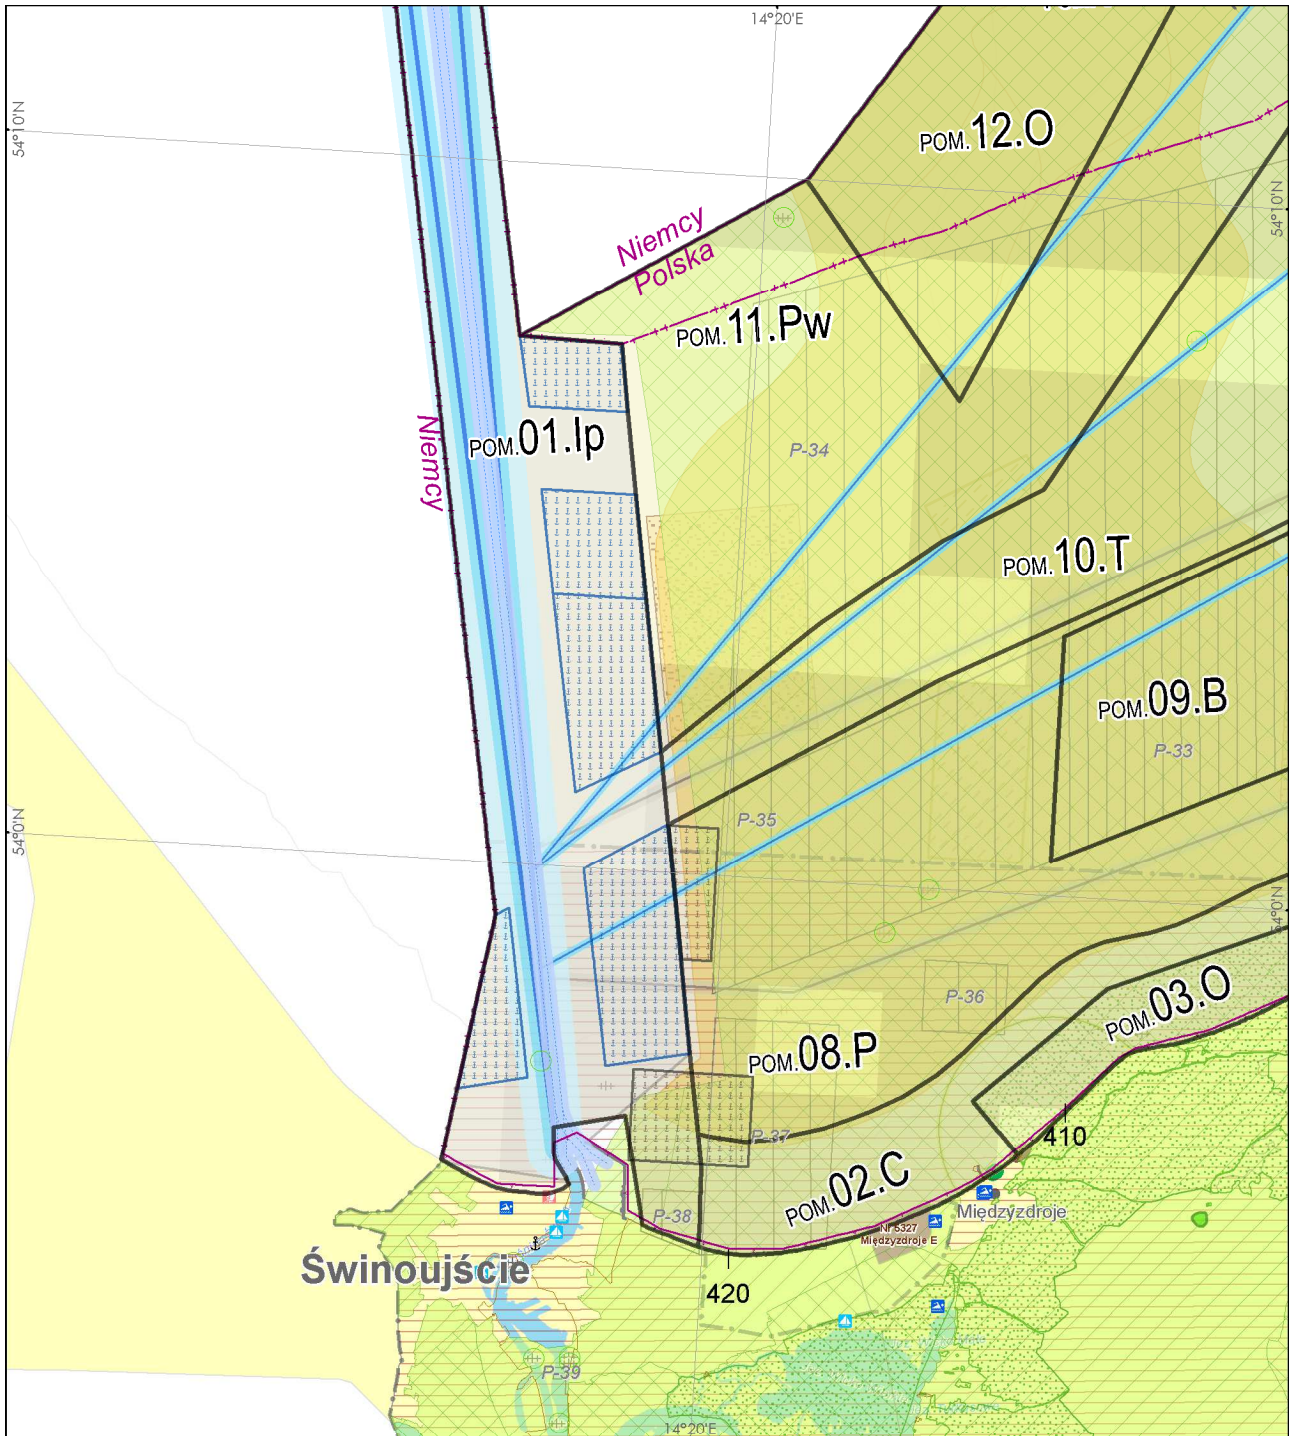 14°20'E
54°10'N
POM.12.O
54°10'N
Niemcy
Polska
POM.11.Pw
Niemcy
POM.01.Ip
P-34
POM.10.T
POM.09.B
P-33
P-35
54°0'N
54°0'N
P-36
POM.03.O
POM.08.P
P-37
410
POM.02.C
P-38
Międzyzdroje
Nr 5327
Międzyzdroje E
Świnoujście
420
P-39
14°20'E